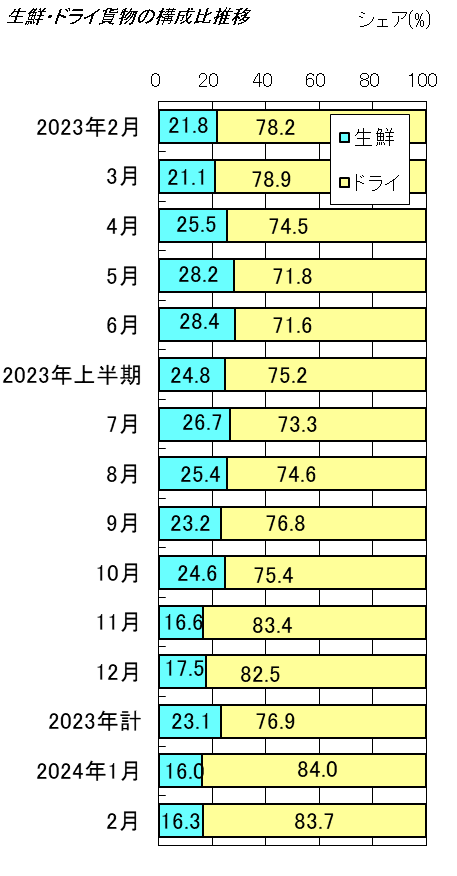 生鮮・ドライ貨物の構成比推移
シェア(%)
0 20 40 60 80 100
2023年2月 21.8 78.2
3月 21.1 78.9
4月 25.5 74.5
5月 28.2 71.8
6月 28.4 71.6
2023年上半期 24.8 75.2
7月 26.7 73.3
8月 25.4 74.6
9月 23.2 76.8
10月 24.6 75.4
11月 16.6 83.4
12月 17.5 82.5
2023年計 23.1 76.9
2024年1月 16.0 84.0
2月 16.3 83.7
生鮮
ドライ